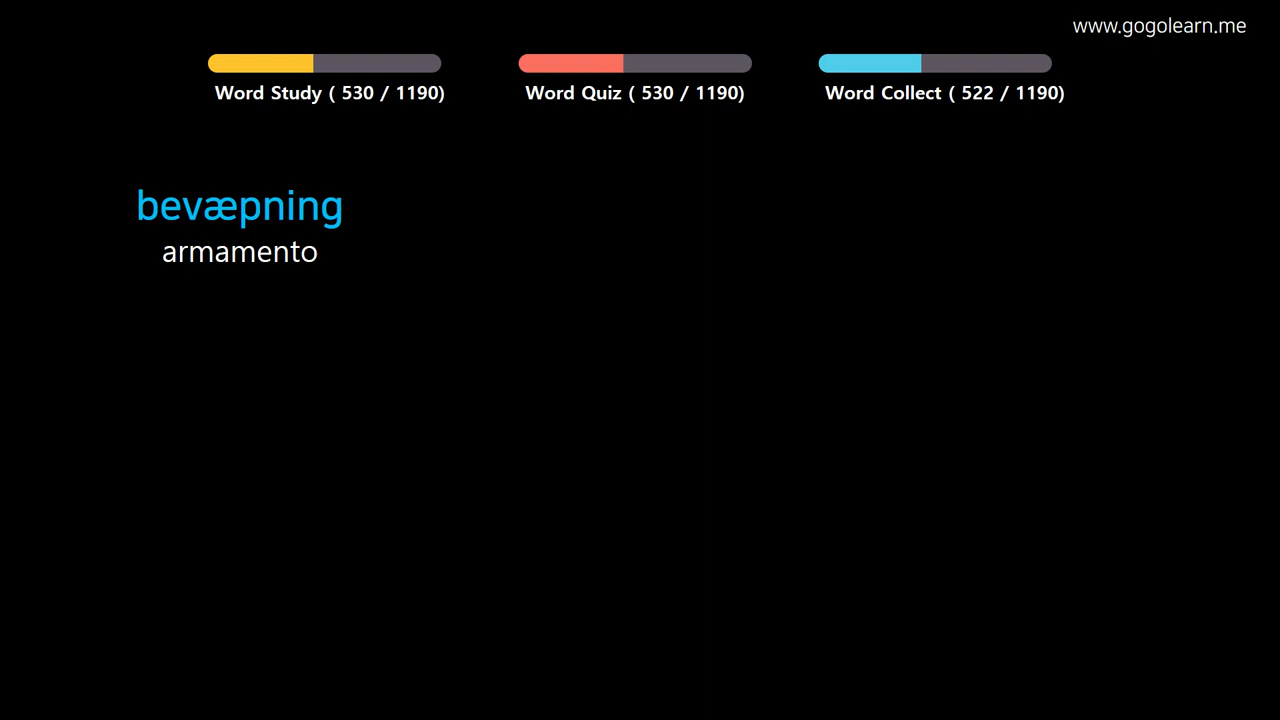 www.gogolearn.me
Word Study ( 530 / 1190)
Word Quiz ( 530 / 1190)
Word Collect ( 522 / 1190)
bevæpning
armamento